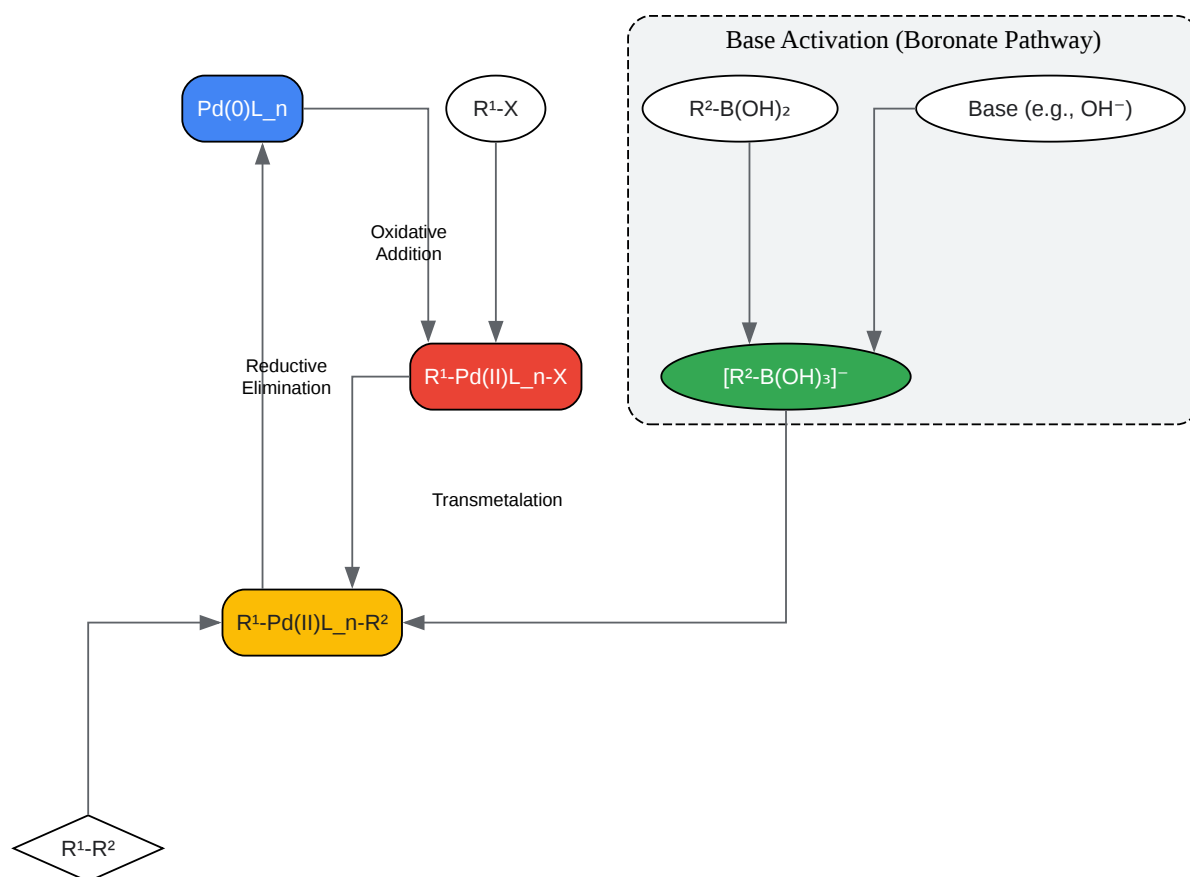 Base Activation (Boronate Pathway)
Pd(0)L_n
R¹-X
R²-B(OH)₂
Base (e.g., OH⁻)
Oxidative
Addition
Reductive
Elimination
R¹-Pd(II)L_n-X
[R²-B(OH)₃]⁻
Transmetalation
R¹-Pd(II)L_n-R²
R¹-R²